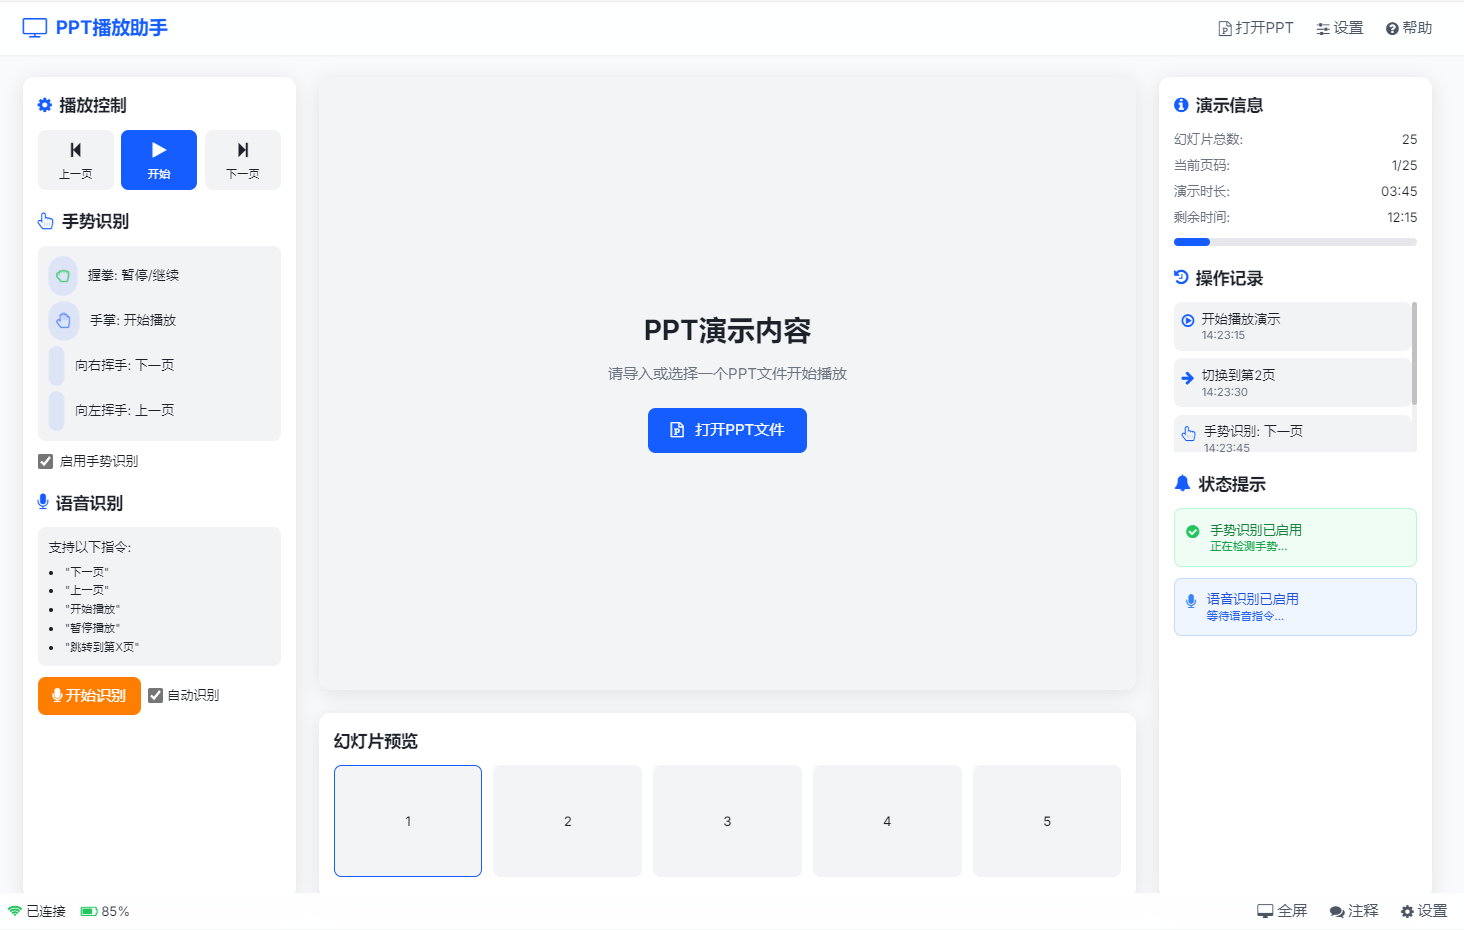 PPT播放助手
打开PPT
设置
帮助
播放控制
上一页
开始
下一页
手势识别
握拳: 暂停/继续
手掌: 开始播放
向右挥手: 下一页
向左挥手: 上一页
启用手势识别
语音识别
支持以下指令:
"下一页"
"上一页"
"开始播放"
"暂停播放"
"跳转到第X页"
开始识别
自动识别
PPT演示内容
请导入或选择一个PPT文件开始播放
打开PPT文件
幻灯片预览
1
2
3
4
5
演示信息
幻灯片总数: 25
当前页码: 1/25
演示时长: 03:45
剩余时间: 12:15
操作记录
开始播放演示
14:23:15
切换到第2页
14:23:30
手势识别: 下一页
14:23:45
状态提示
手势识别已启用
正在检测手势...
语音识别已启用
等待语音指令...
已连接
85%
全屏
注释
设置